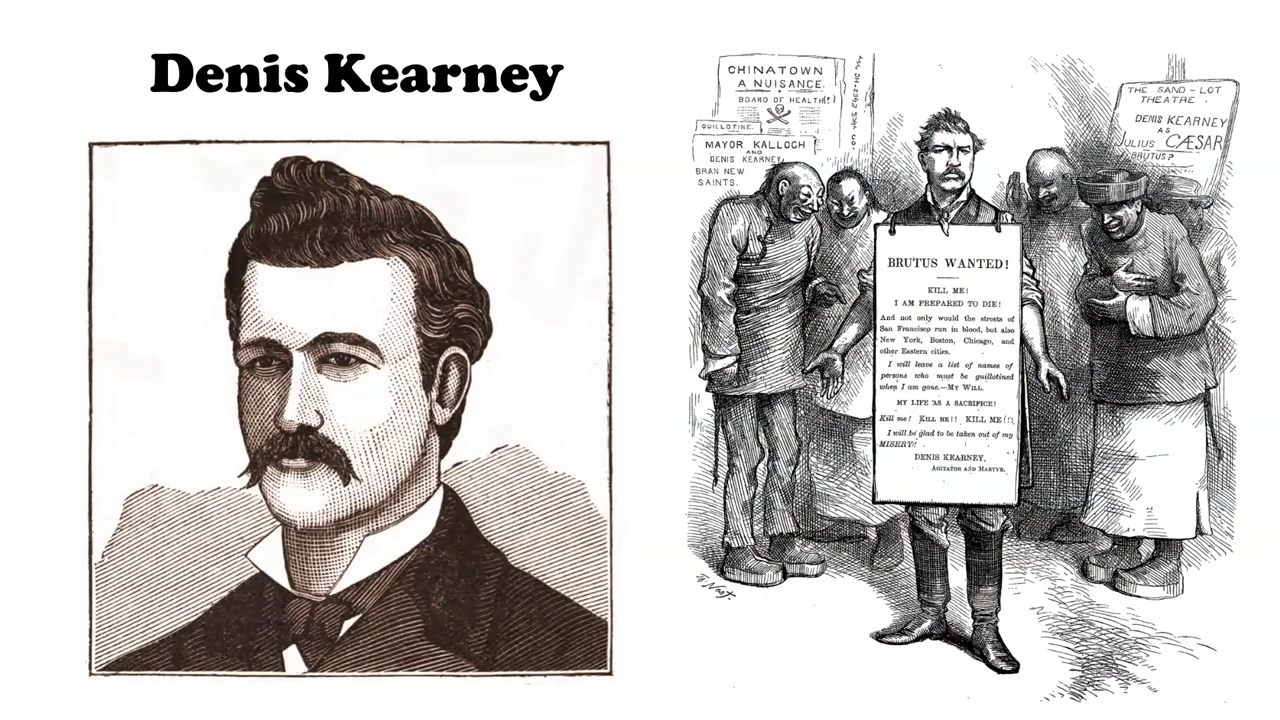 Denis Kearney
CHINATOWN
A NUISANCE.
BOARD OF HEALTH(!)
GUILLOTINE.
MAYOR KALLOCH
AND
DENIS KEARNEY,
BRAN NEW
SAINTS.
THE SAND-LOT
THEATRE.
DENIS KEARNEY
AS
JULIUS CÆSAR
BRUTUS?
BRUTUS WANTED!
KILL ME!
I AM PREPARED TO DIE!
And not only would the streets of
San Francisco run in blood, but also
New York, Boston, Chicago, and
other Eastern cities.
I will leave a list of names of
persons who must be guillotined
when I am gone.—MY WILL.
MY LIFE AS A SACRIFICE!
Kill me! KILL ME!! KILL ME!!!
I will be glad to be taken out of my
MISERY!!
DENIS KEARNEY,
AGITATOR AND MARTYR.
Th Nast.